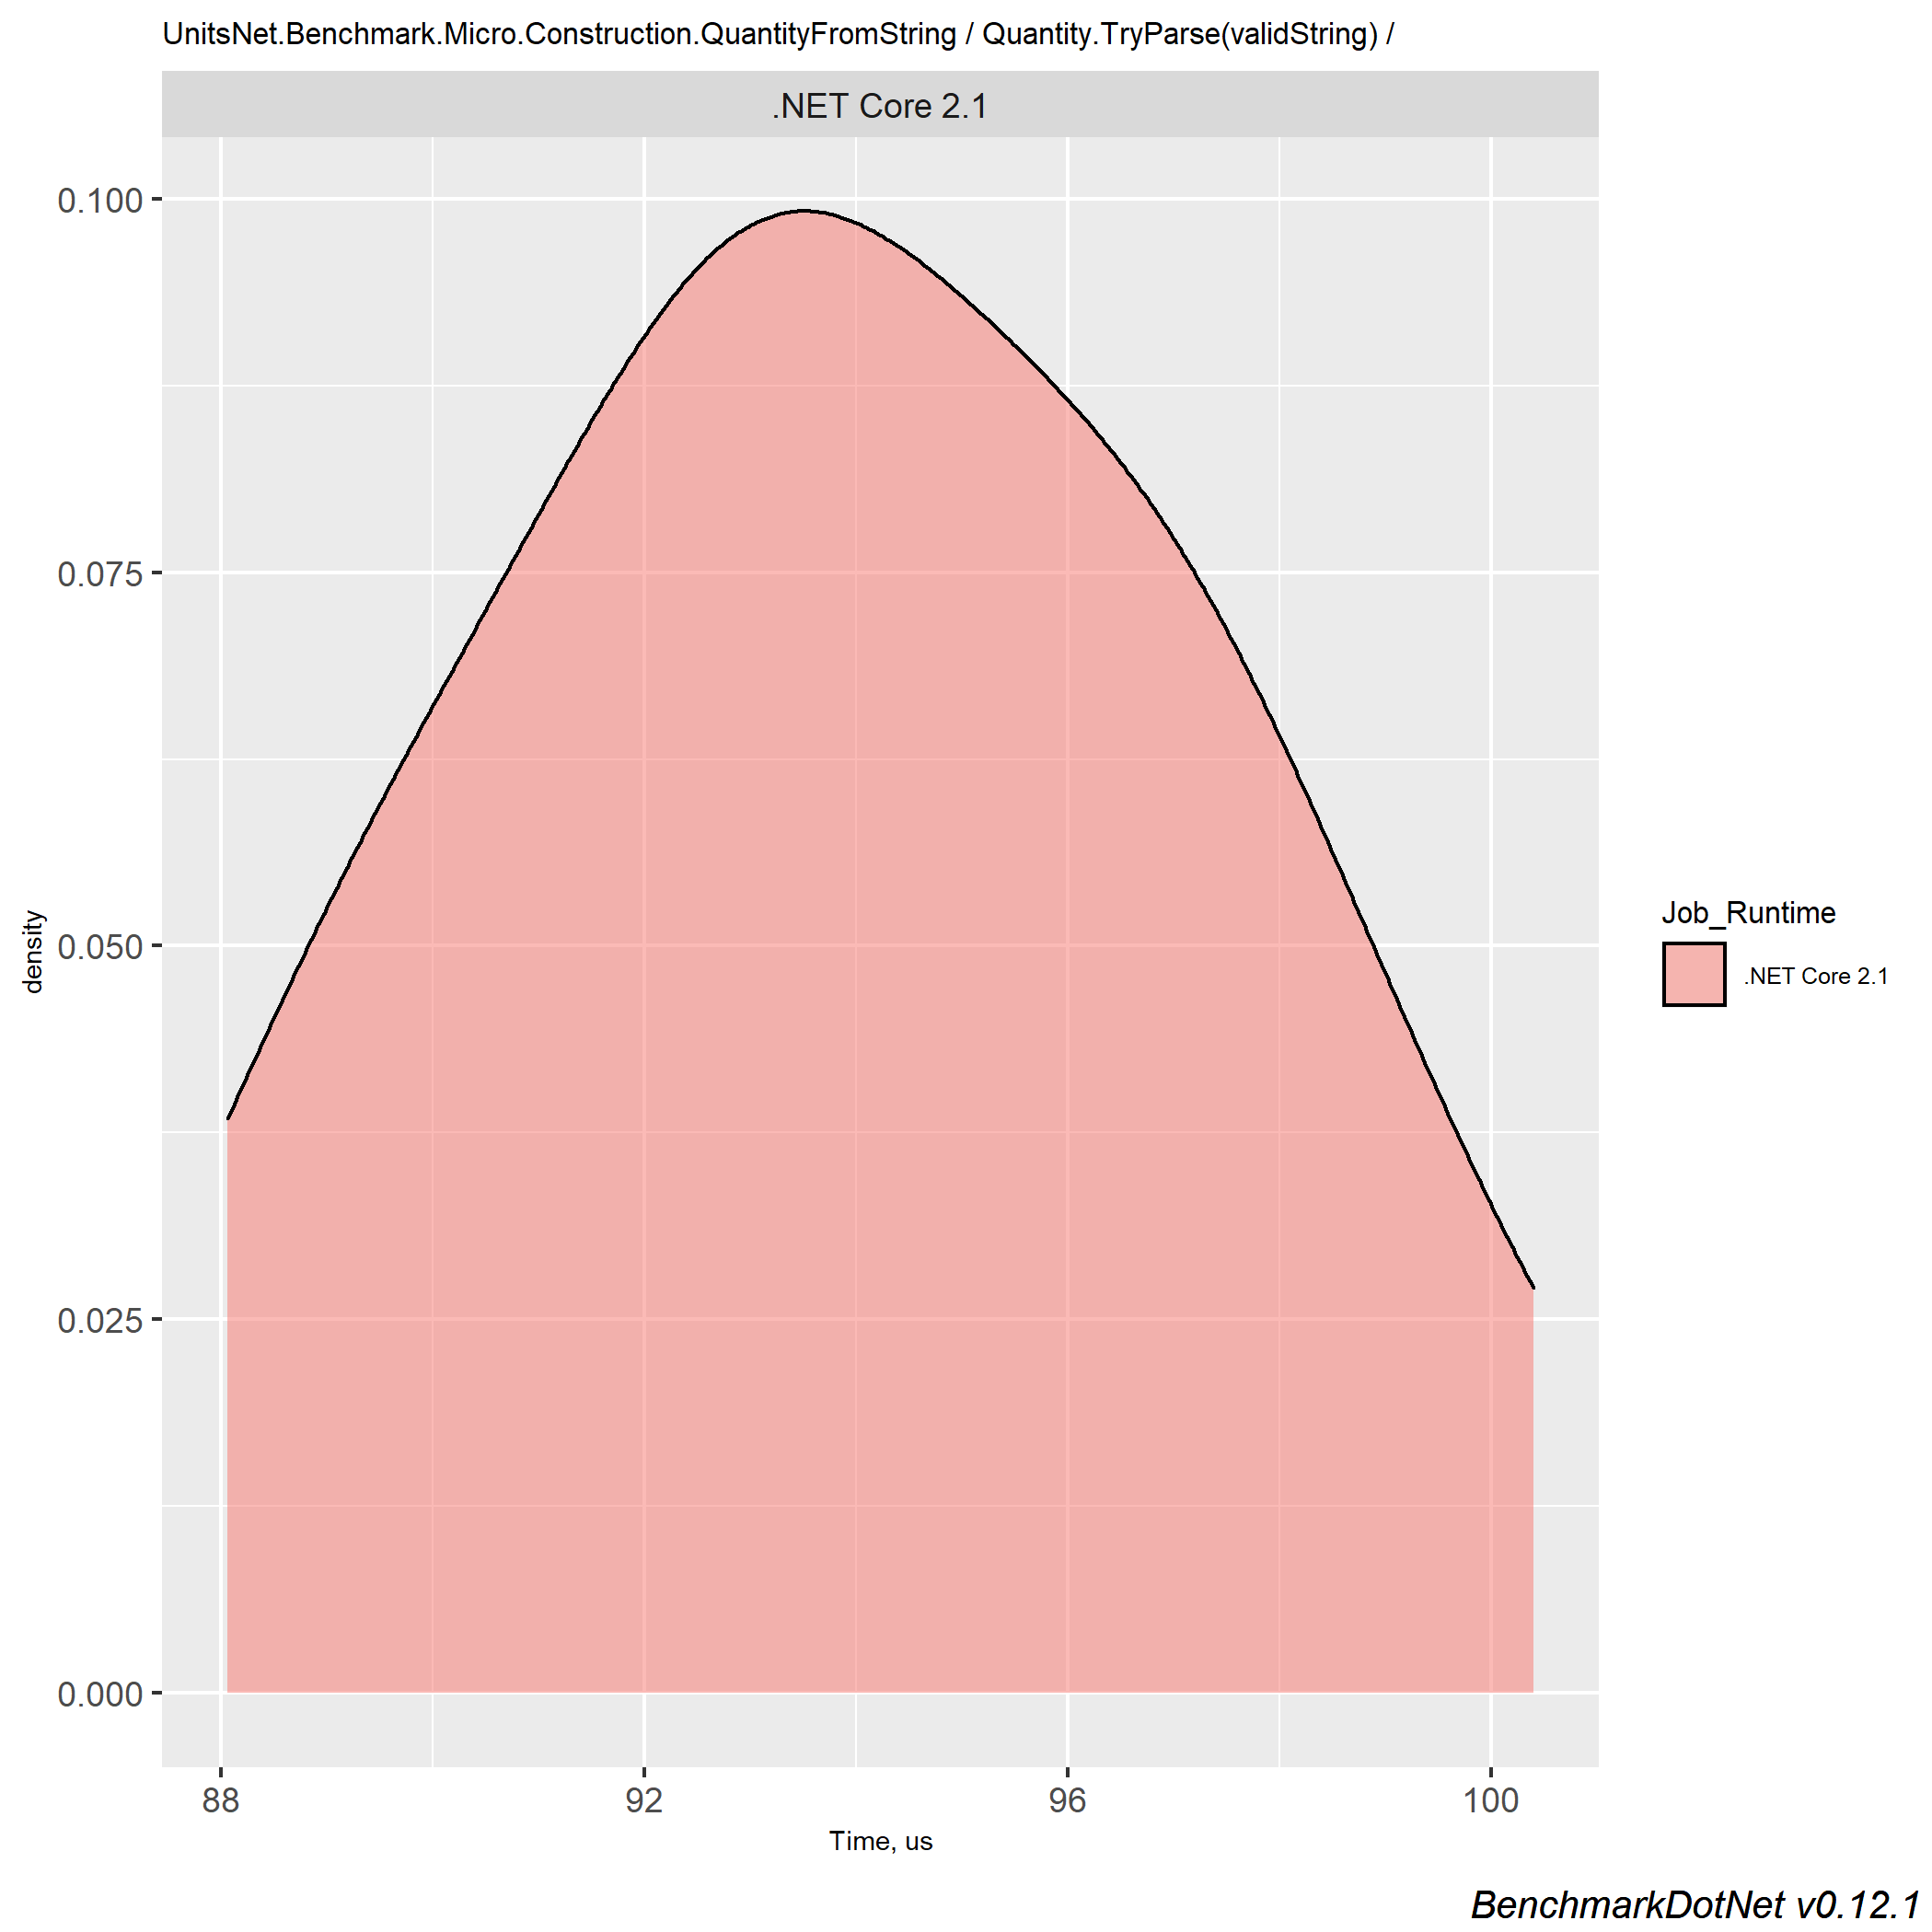 UnitsNet.Benchmark.Micro.Construction.QuantityFromString / Quantity.TryParse(validString) /
.NET Core 2.1
0.100
0.075
0.050
0.025
0.000
density
88 92 96 100
Time, us
Job_Runtime
.NET Core 2.1
BenchmarkDotNet v0.12.1